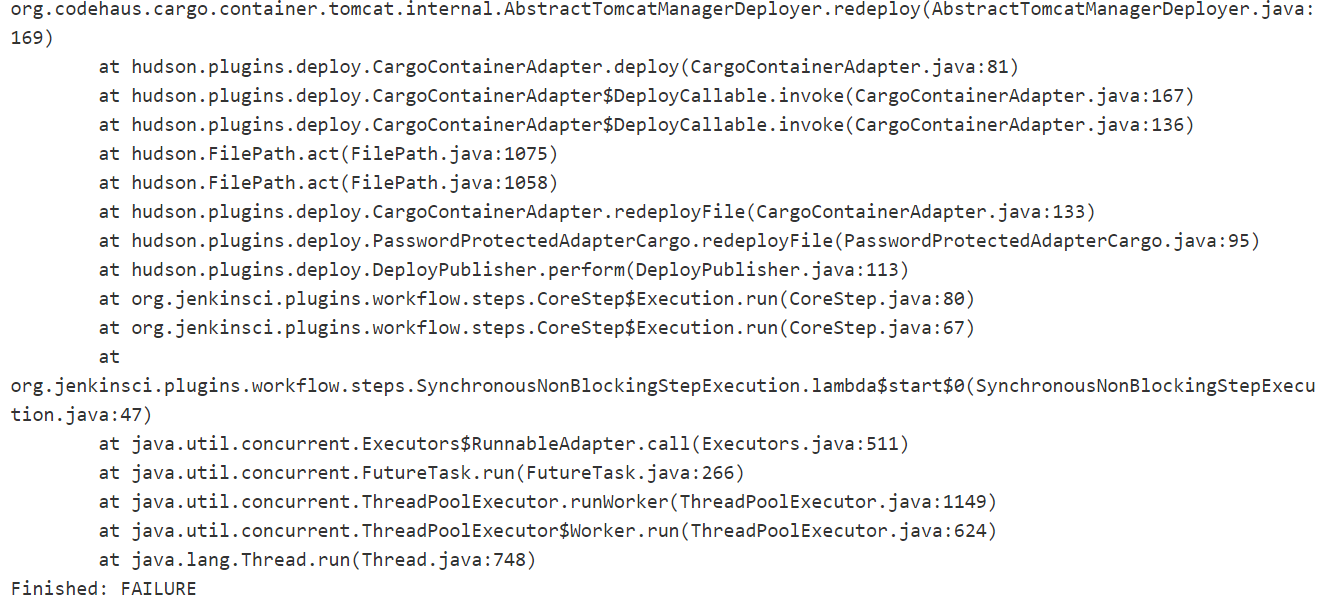 org.codehaus.cargo.container.tomcat.internal.AbstractTomcatManagerDeployer.redeploy(AbstractTomcatManagerDeployer.java:
169)
at hudson.plugins.deploy.CargoContainerAdapter.deploy(CargoContainerAdapter.java:81)
at hudson.plugins.deploy.CargoContainerAdapter$DeployCallable.invoke(CargoContainerAdapter.java:167)
at hudson.plugins.deploy.CargoContainerAdapter$DeployCallable.invoke(CargoContainerAdapter.java:136)
at hudson.FilePath.act(FilePath.java:1075)
at hudson.FilePath.act(FilePath.java:1058)
at hudson.plugins.deploy.CargoContainerAdapter.redeployFile(CargoContainerAdapter.java:133)
at hudson.plugins.deploy.PasswordProtectedAdapterCargo.redeployFile(PasswordProtectedAdapterCargo.java:95)
at hudson.plugins.deploy.DeployPublisher.perform(DeployPublisher.java:113)
at org.jenkinsci.plugins.workflow.steps.CoreStep$Execution.run(CoreStep.java:80)
at org.jenkinsci.plugins.workflow.steps.CoreStep$Execution.run(CoreStep.java:67)
at
org.jenkinsci.plugins.workflow.steps.SynchronousNonBlockingStepExecution.lambda$start$0(SynchronousNonBlockingStepExecu
tion.java:47)
at java.util.concurrent.Executors$RunnableAdapter.call(Executors.java:511)
at java.util.concurrent.FutureTask.run(FutureTask.java:266)
at java.util.concurrent.ThreadPoolExecutor.runWorker(ThreadPoolExecutor.java:1149)
at java.util.concurrent.ThreadPoolExecutor$Worker.run(ThreadPoolExecutor.java:624)
at java.lang.Thread.run(Thread.java:748)
Finished: FAILURE